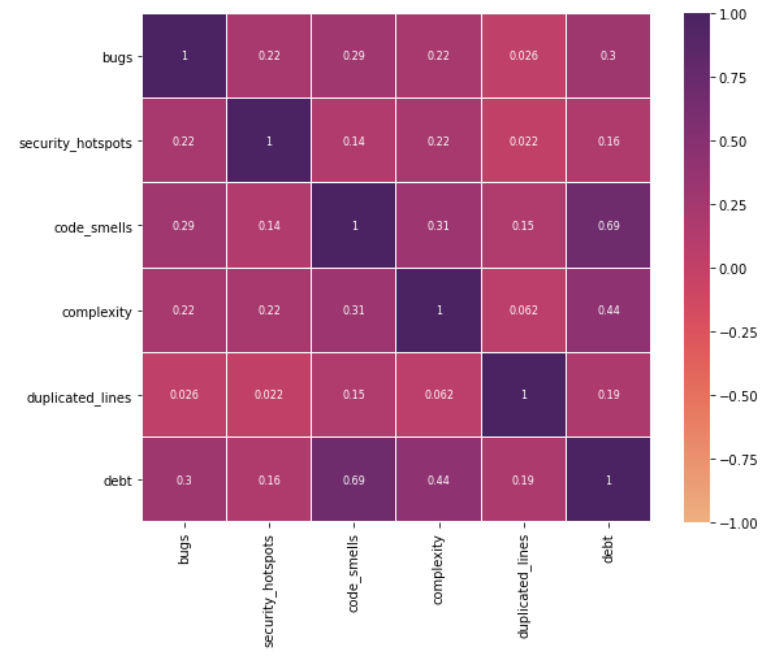 bugs 1 0.22 0.29 0.22 0.026 0.3
security_hotspots 0.22 1 0.14 0.22 0.022 0.16
code_smells 0.29 0.14 1 0.31 0.15 0.69
complexity 0.22 0.22 0.31 1 0.062 0.44
duplicated_lines 0.026 0.022 0.15 0.062 1 0.19
debt 0.3 0.16 0.69 0.44 0.19 1
bugs
security_hotspots
code_smells
complexity
duplicated_lines
debt
1.00
0.75
0.50
0.25
0.00
−0.25
−0.50
−0.75
−1.00